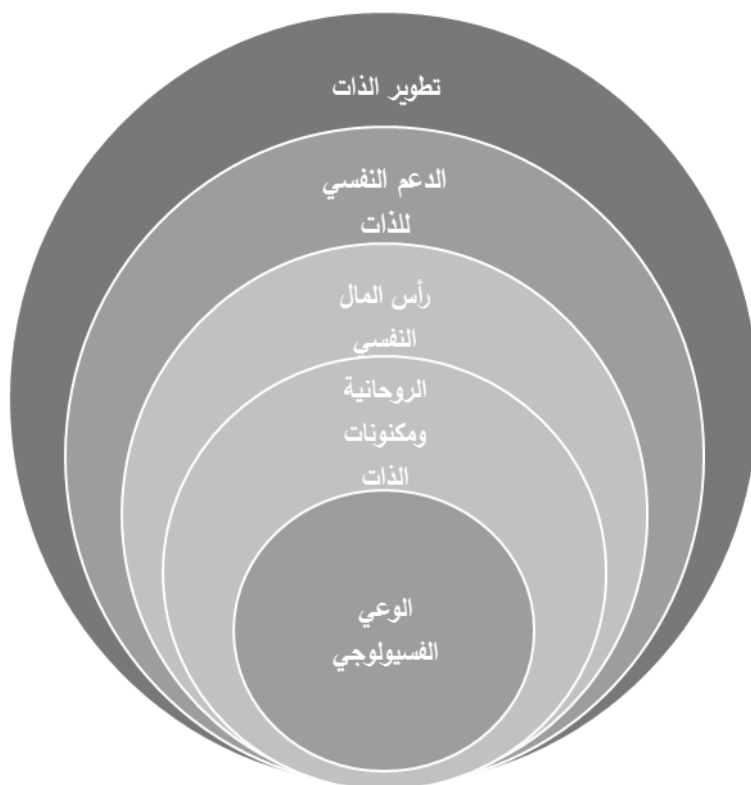 تطوير الذات
الدعم النفسي
للذات
رأس المال
النفسي
الروحانية
ومكنونات
الذات
الوعي
الفسيولوجي